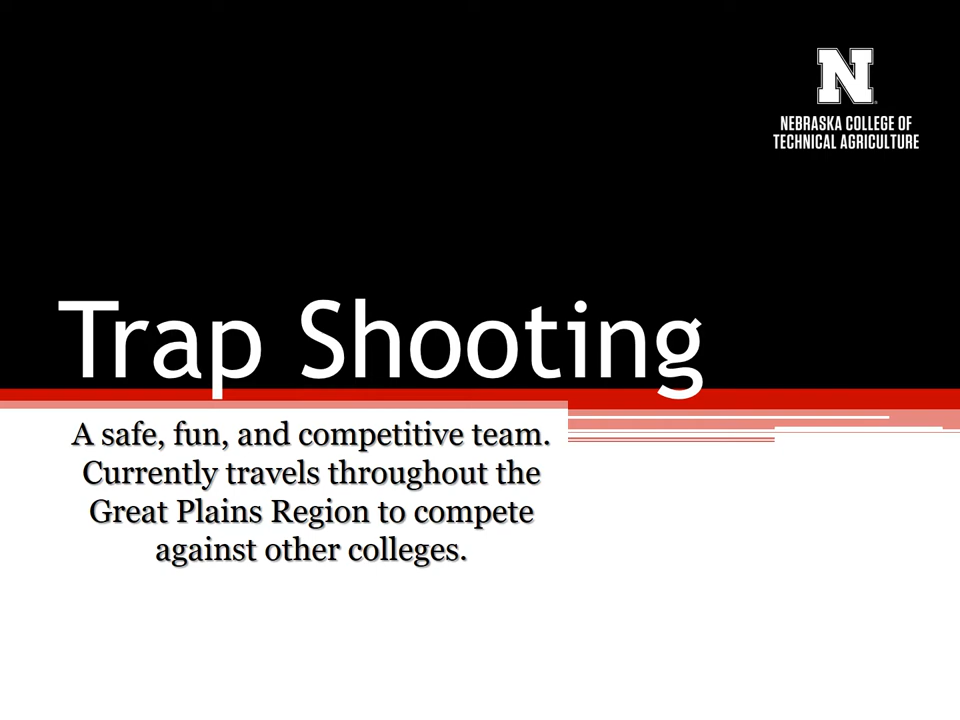 N
NEBRASKA COLLEGE OF
TECHNICAL AGRICULTURE
Trap Shooting
A safe, fun, and competitive team.
Currently travels throughout the
Great Plains Region to compete
against other colleges.